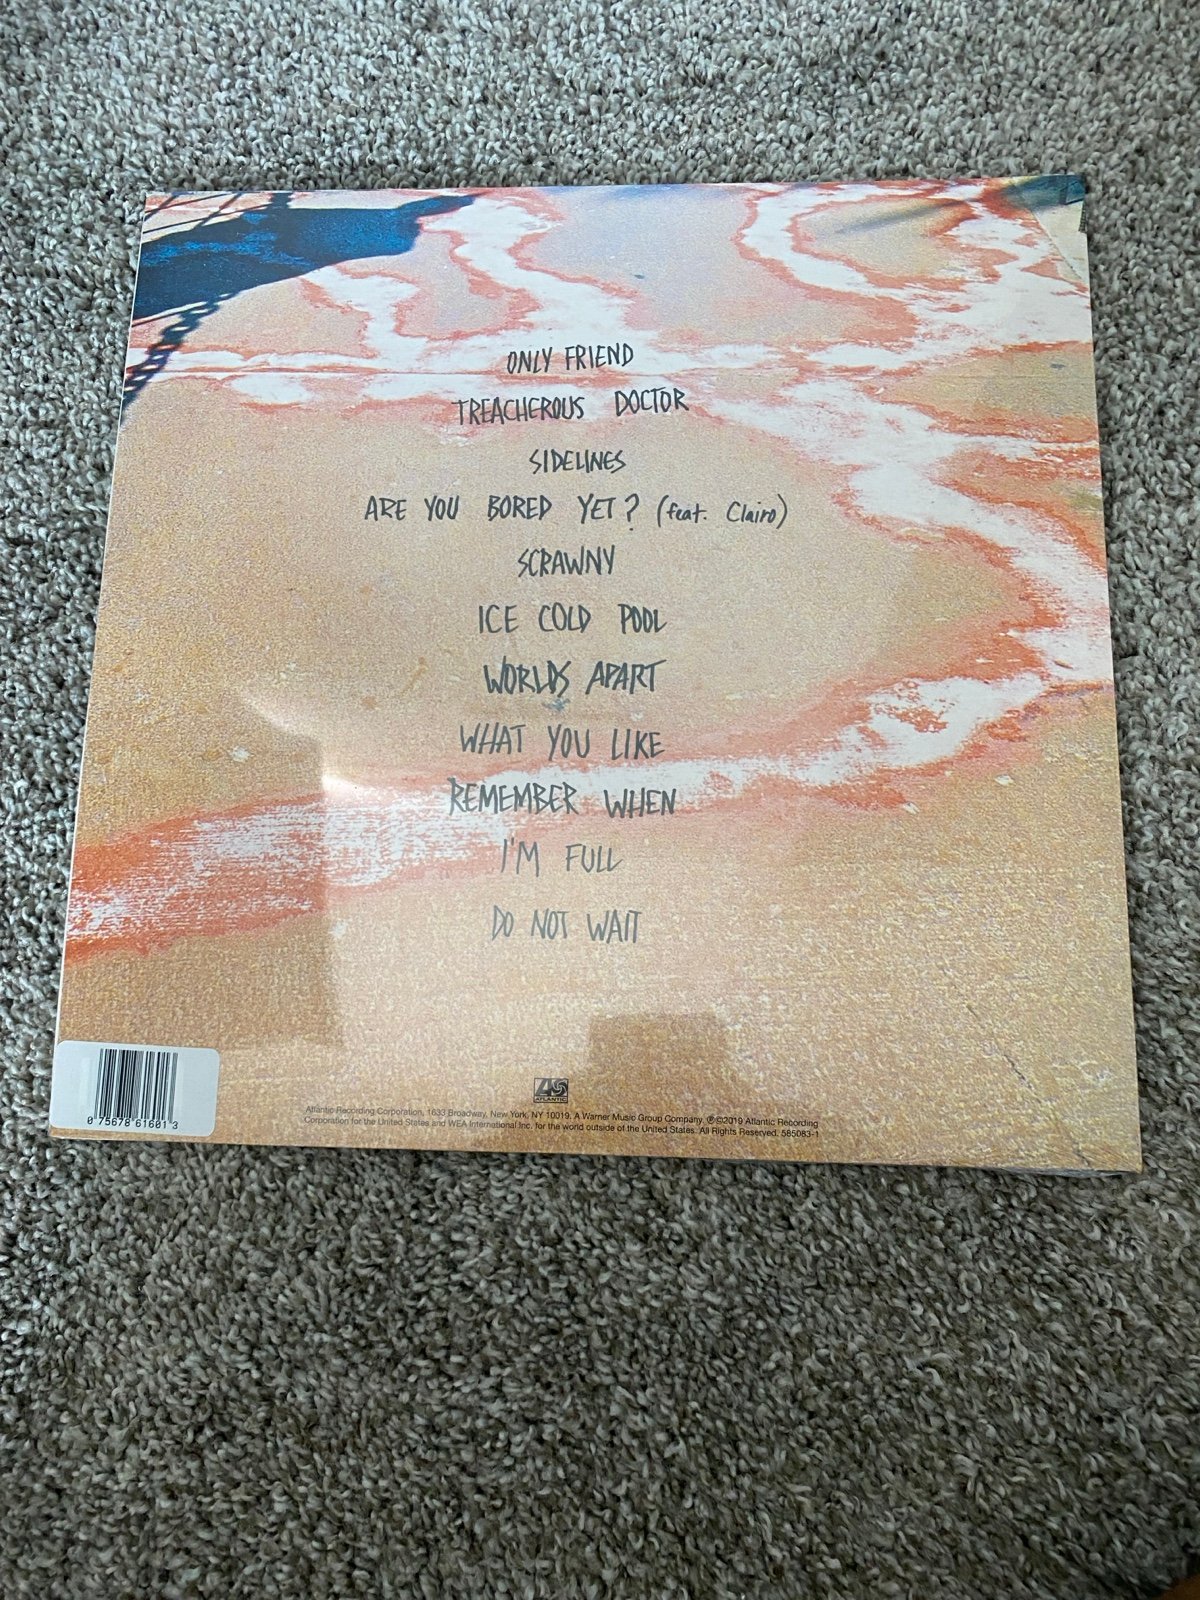 ONLY FRIEND
TREACHEROUS DOCTOR
SIDELINES
ARE YOU BORED YET? (feat. Clairo)
SCRAWNY
ICE COLD POOL
WORLDS APART
WHAT YOU LIKE
REMEMBER WHEN
I'M FULL
DO NOT WAIT
ATLANTIC
Atlantic Recording Corporation, 1633 Broadway, New York, NY 10019. A Warner Music Group Company. ℗©2019 Atlantic Recording
Corporation for the United States and WEA International Inc. for the world outside of the United States. All Rights Reserved. 585083-1
0 75678 61601 3